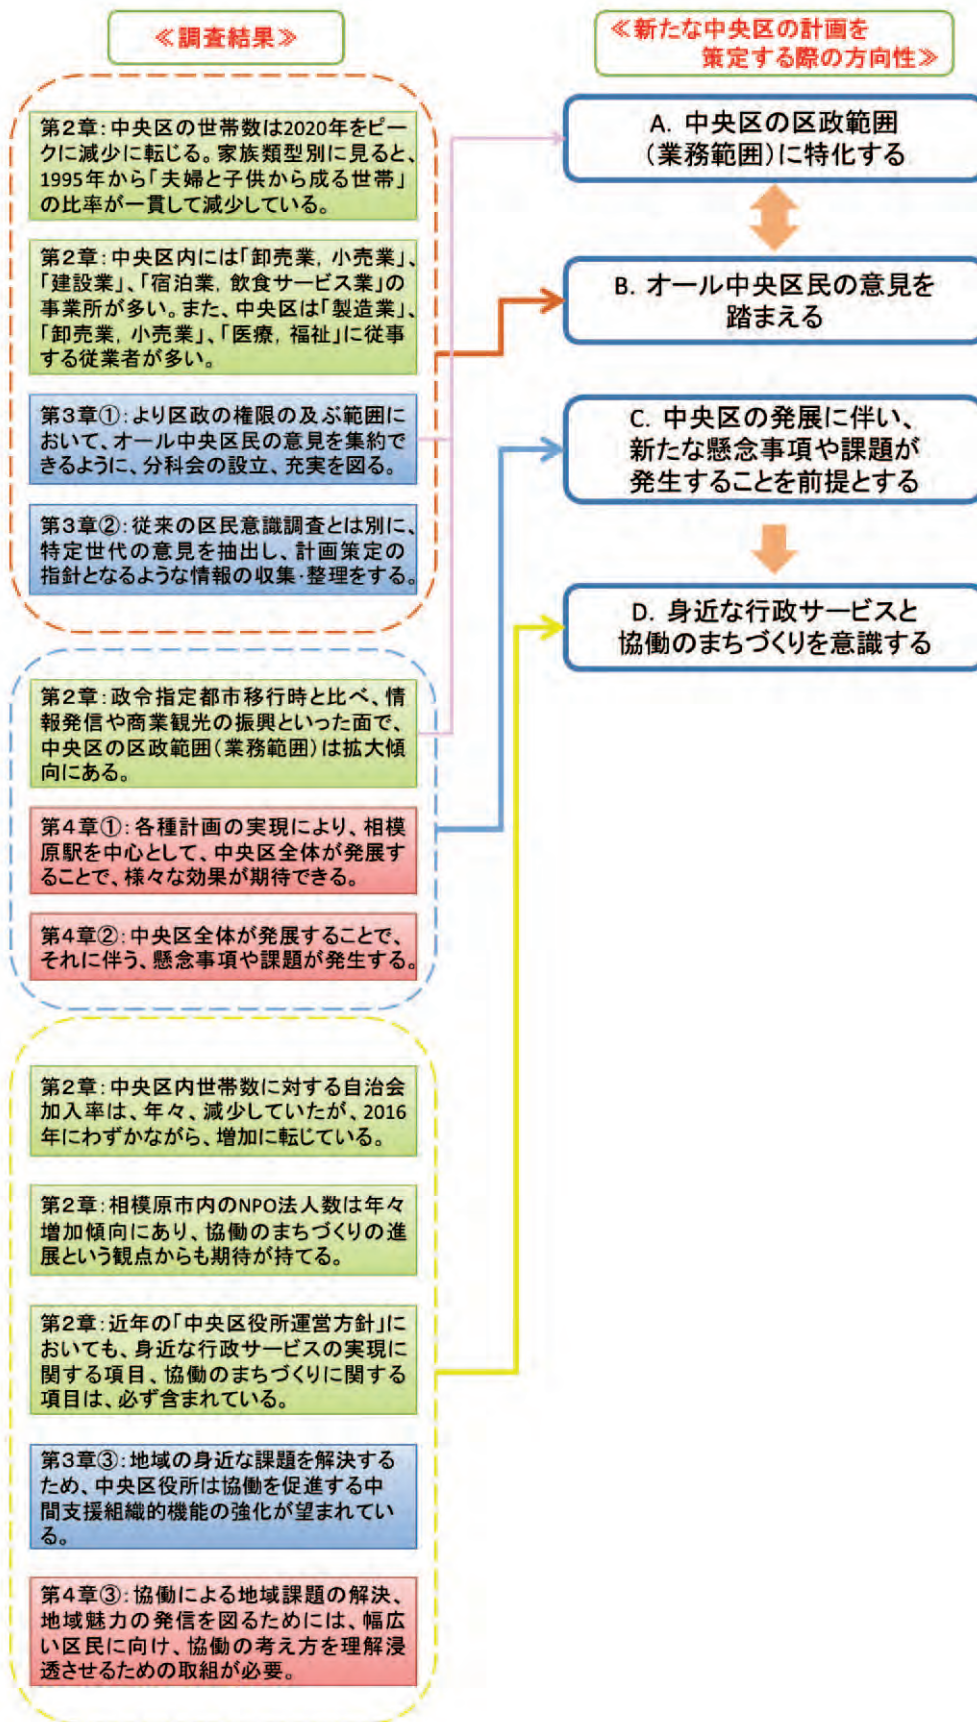 ≪調査結果≫
第2章:中央区の世帯数は2020年をピ
ークに減少に転じる。家族類型別に見ると、
1995年から「夫婦と子供から成る世帯」
の比率が一貫して減少している。
第2章:中央区内には「卸売業，小売業」、
「建設業」、「宿泊業，飲食サービス業」の
事業所が多い。また、中央区は「製造業」、
「卸売業，小売業」、「医療，福祉」に従事
する従業者が多い。
第3章①:より区政の権限の及ぶ範囲に
おいて、オール中央区民の意見を集約で
きるように、分科会の設立、充実を図る。
第3章②:従来の区民意識調査とは別に、
特定世代の意見を抽出し、計画策定の
指針となるような情報の収集・整理をする。
第2章:政令指定都市移行時と比べ、情
報発信や商業観光の振興といった面で、
中央区の区政範囲(業務範囲)は拡大傾
向にある。
第4章①:各種計画の実現により、相模
原駅を中心として、中央区全体が発展す
ることで、様々な効果が期待できる。
第4章②:中央区全体が発展することで、
それに伴う、懸念事項や課題が発生する。
第2章:中央区内世帯数に対する自治会
加入率は、年々、減少していたが、2016
年にわずかながら、増加に転じている。
第2章:相模原市内のNPO法人数は年々
増加傾向にあり、協働のまちづくりの進
展という観点からも期待が持てる。
第2章:近年の「中央区役所運営方針」に
おいても、身近な行政サービスの実現に
関する項目、協働のまちづくりに関する
項目は、必ず含まれている。
第3章③:地域の身近な課題を解決する
ため、中央区役所は協働を促進する中
間支援組織的機能の強化が望まれてい
る。
第4章③:協働による地域課題の解決、
地域魅力の発信を図るためには、幅広
い区民に向け、協働の考え方を理解浸
透させるための取組が必要。
≪新たな中央区の計画を
策定する際の方向性≫
A. 中央区の区政範囲
(業務範囲)に特化する
B. オール中央区民の意見を
踏まえる
C. 中央区の発展に伴い、
新たな懸念事項や課題が
発生することを前提とする
D. 身近な行政サービスと
協働のまちづくりを意識する